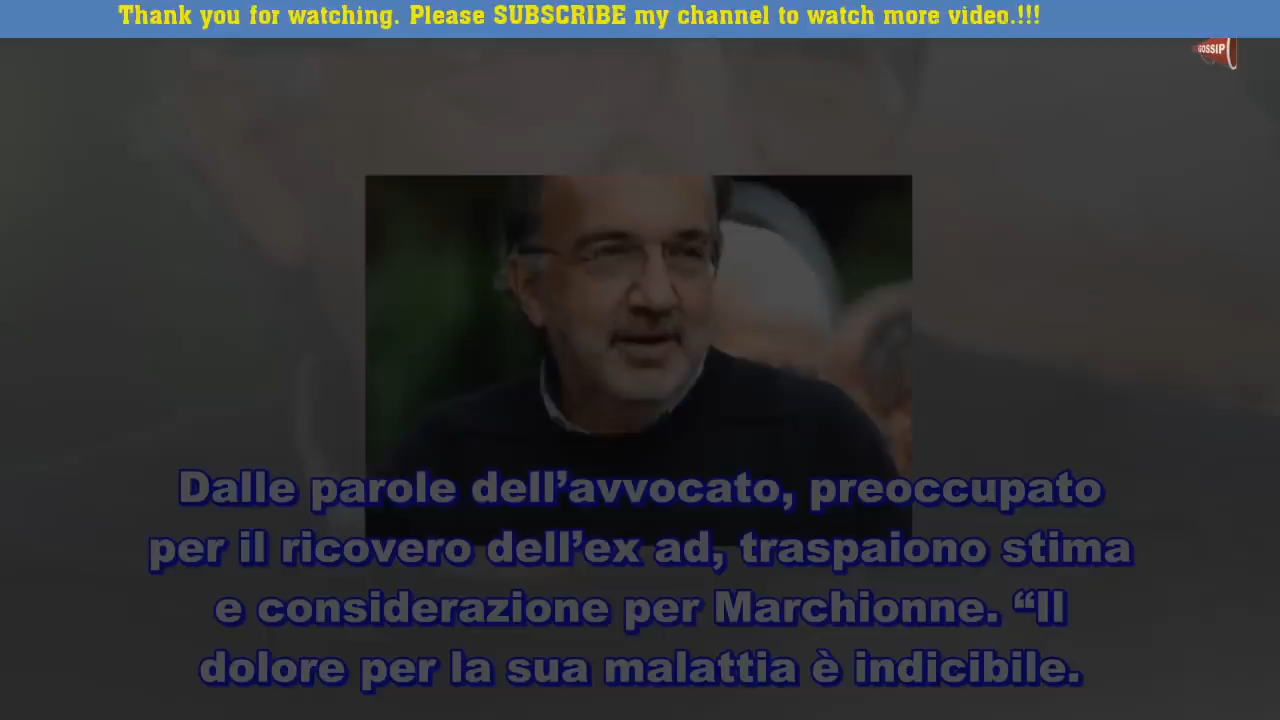 Thank you for watching. Please SUBSCRIBE my channel to watch more video.!!!
GOSSIP
Dalle parole dell’avvocato, preoccupato
per il ricovero dell’ex ad, traspaiono stima
e considerazione per Marchionne. “Il
dolore per la sua malattia è indicibile.